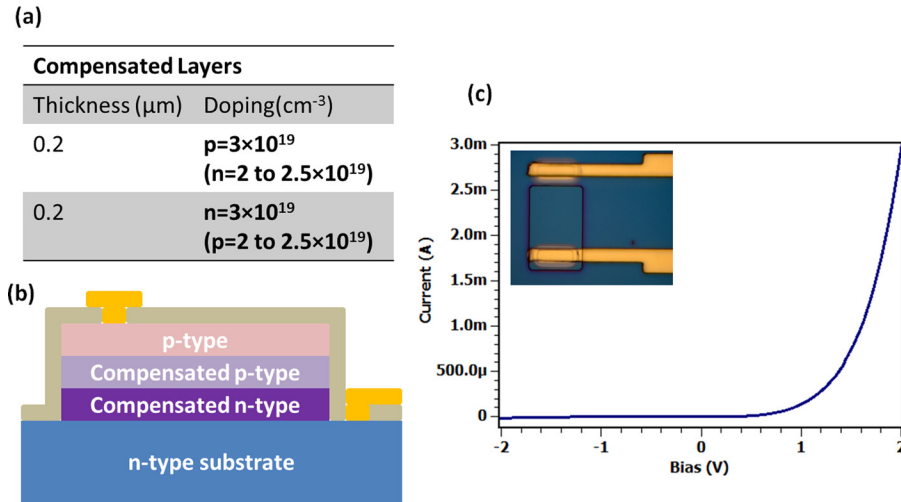 (a)
Compensated Layers
Thickness (μm) Doping(cm⁻³)
0.2 p=3×10¹⁹
(n=2 to 2.5×10¹⁹)
0.2 n=3×10¹⁹
(p=2 to 2.5×10¹⁹)
(b)
p-type
Compensated p-type
Compensated n-type
n-type substrate
(c)
3.0m
2.5m
2.0m
1.5m
1.0m
500.0μ
0
Current (A)
-2 -1 0 1 2
Bias (V)